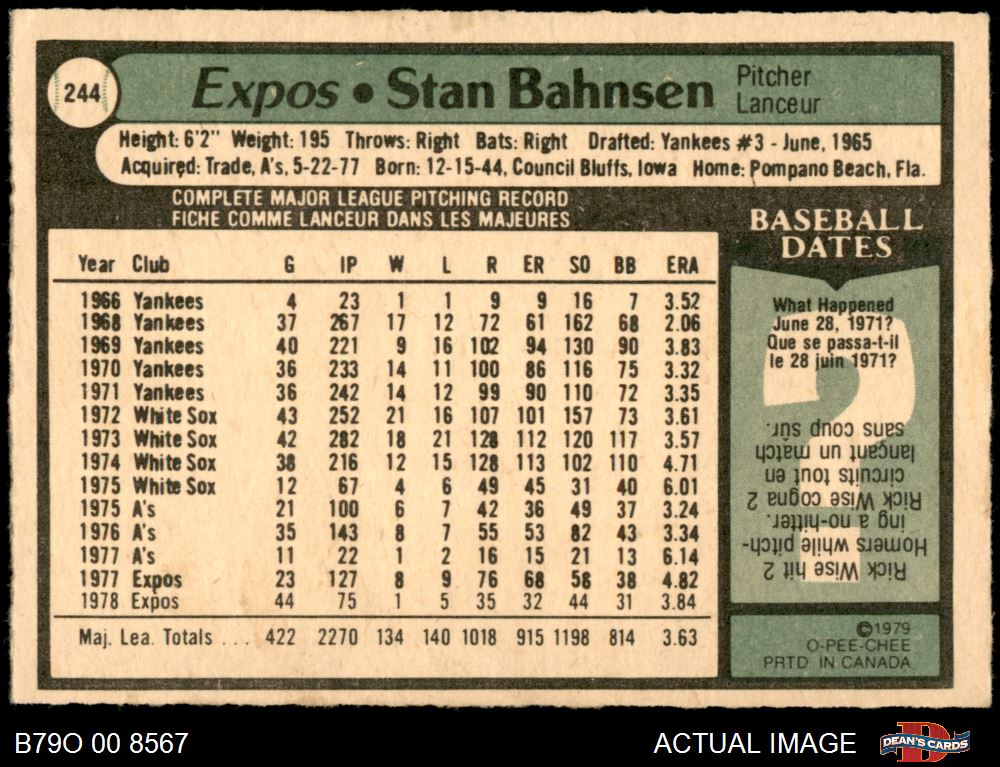 244
Expos • Stan Bahnsen
Pitcher
Lanceur
Height: 6'2" Weight: 195 Throws: Right Bats: Right Drafted: Yankees #3 - June, 1965
Acquired: Trade, A's, 5-22-77 Born: 12-15-44, Council Bluffs, Iowa Home: Pompano Beach, Fla.
COMPLETE MAJOR LEAGUE PITCHING RECORD
FICHE COMME LANCEUR DANS LES MAJEURES
Year Club G IP W L R ER SO BB ERA
1966 Yankees 4 23 1 1 9 9 16 7 3.52
1968 Yankees 37 267 17 12 72 61 162 68 2.06
1969 Yankees 40 221 9 16 102 94 130 90 3.83
1970 Yankees 36 233 14 11 100 86 116 75 3.32
1971 Yankees 36 242 14 12 99 90 110 72 3.35
1972 White Sox 43 252 21 16 107 101 157 73 3.61
1973 White Sox 42 282 18 21 128 112 120 117 3.57
1974 White Sox 38 216 12 15 128 113 102 110 4.71
1975 White Sox 12 67 4 6 49 45 31 40 6.01
1975 A's 21 100 6 7 42 36 49 37 3.24
1976 A's 35 143 8 7 55 53 82 43 3.34
1977 A's 11 22 1 2 16 15 21 13 6.14
1977 Expos 23 127 8 9 76 68 58 38 4.82
1978 Expos 44 75 1 5 35 32 44 31 3.84
Maj. Lea. Totals ... 422 2270 134 140 1018 915 1198 814 3.63
BASEBALL
DATES
What Happened
June 28, 1971?
Que se passa-t-il
le 28 juin 1971?
Rick Wise hit 2
Homers while pitch-
ing a no-hitter.
Rick Wise cogna 2
circuits tout en
lançant un match
sans coup sûr.
©1979
O-PEE-CHEE
PRTD. IN CANADA
B79O 00 8567
ACTUAL IMAGE
DEAN'S CARDS